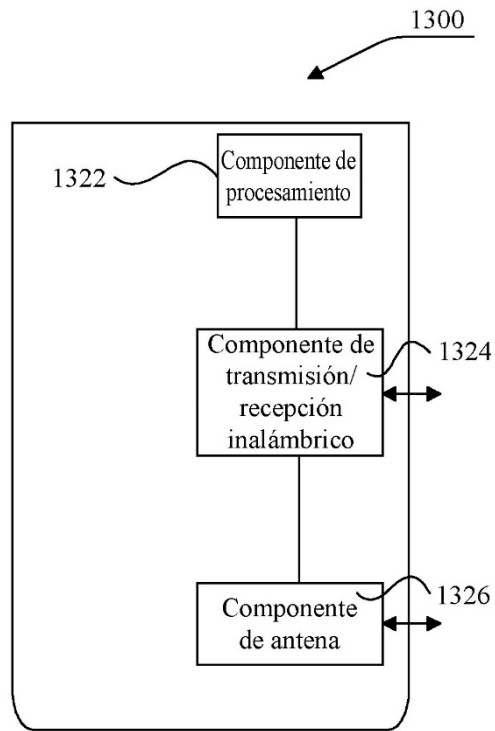 1300
Componente de
procesamiento
1322
Componente de
transmisión/
recepción
inalámbrico
1324
Componente
de antena
1326